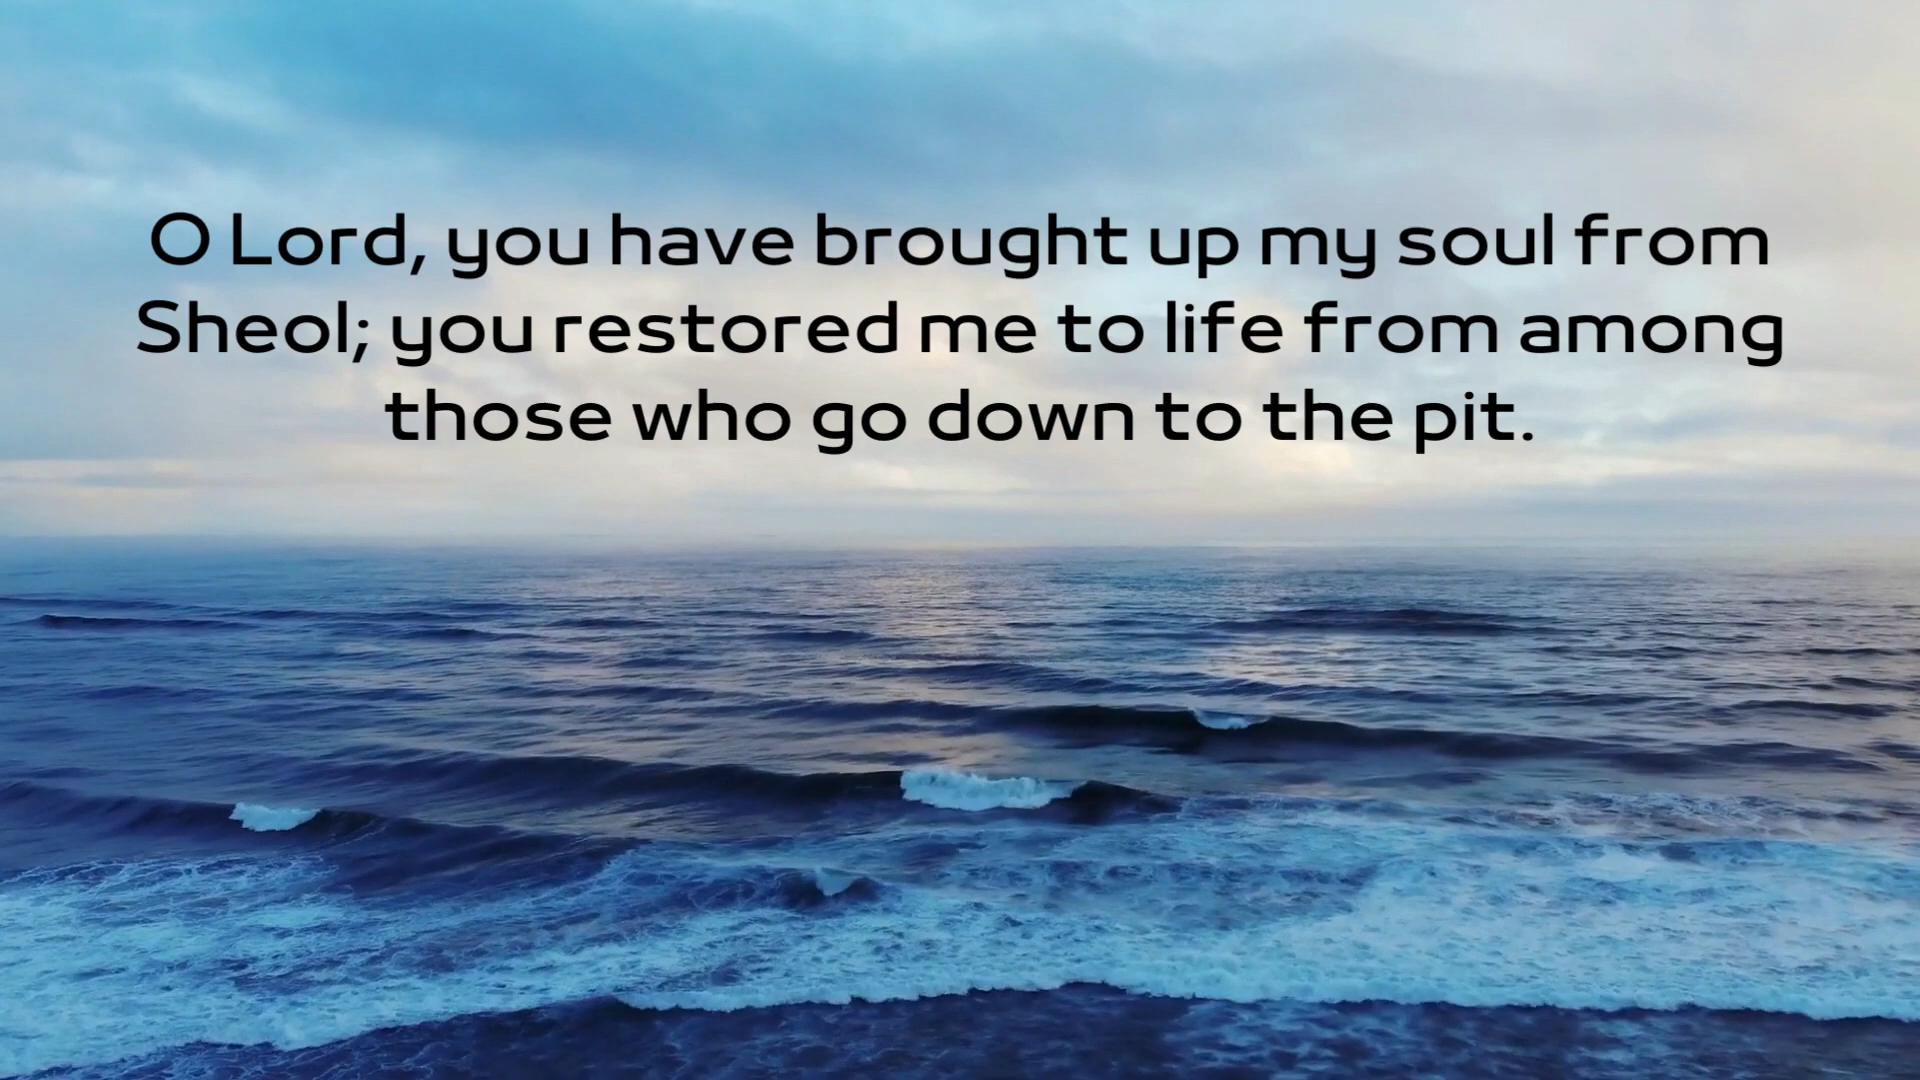 O Lord, you have brought up my soul from
Sheol; you restored me to life from among
those who go down to the pit.